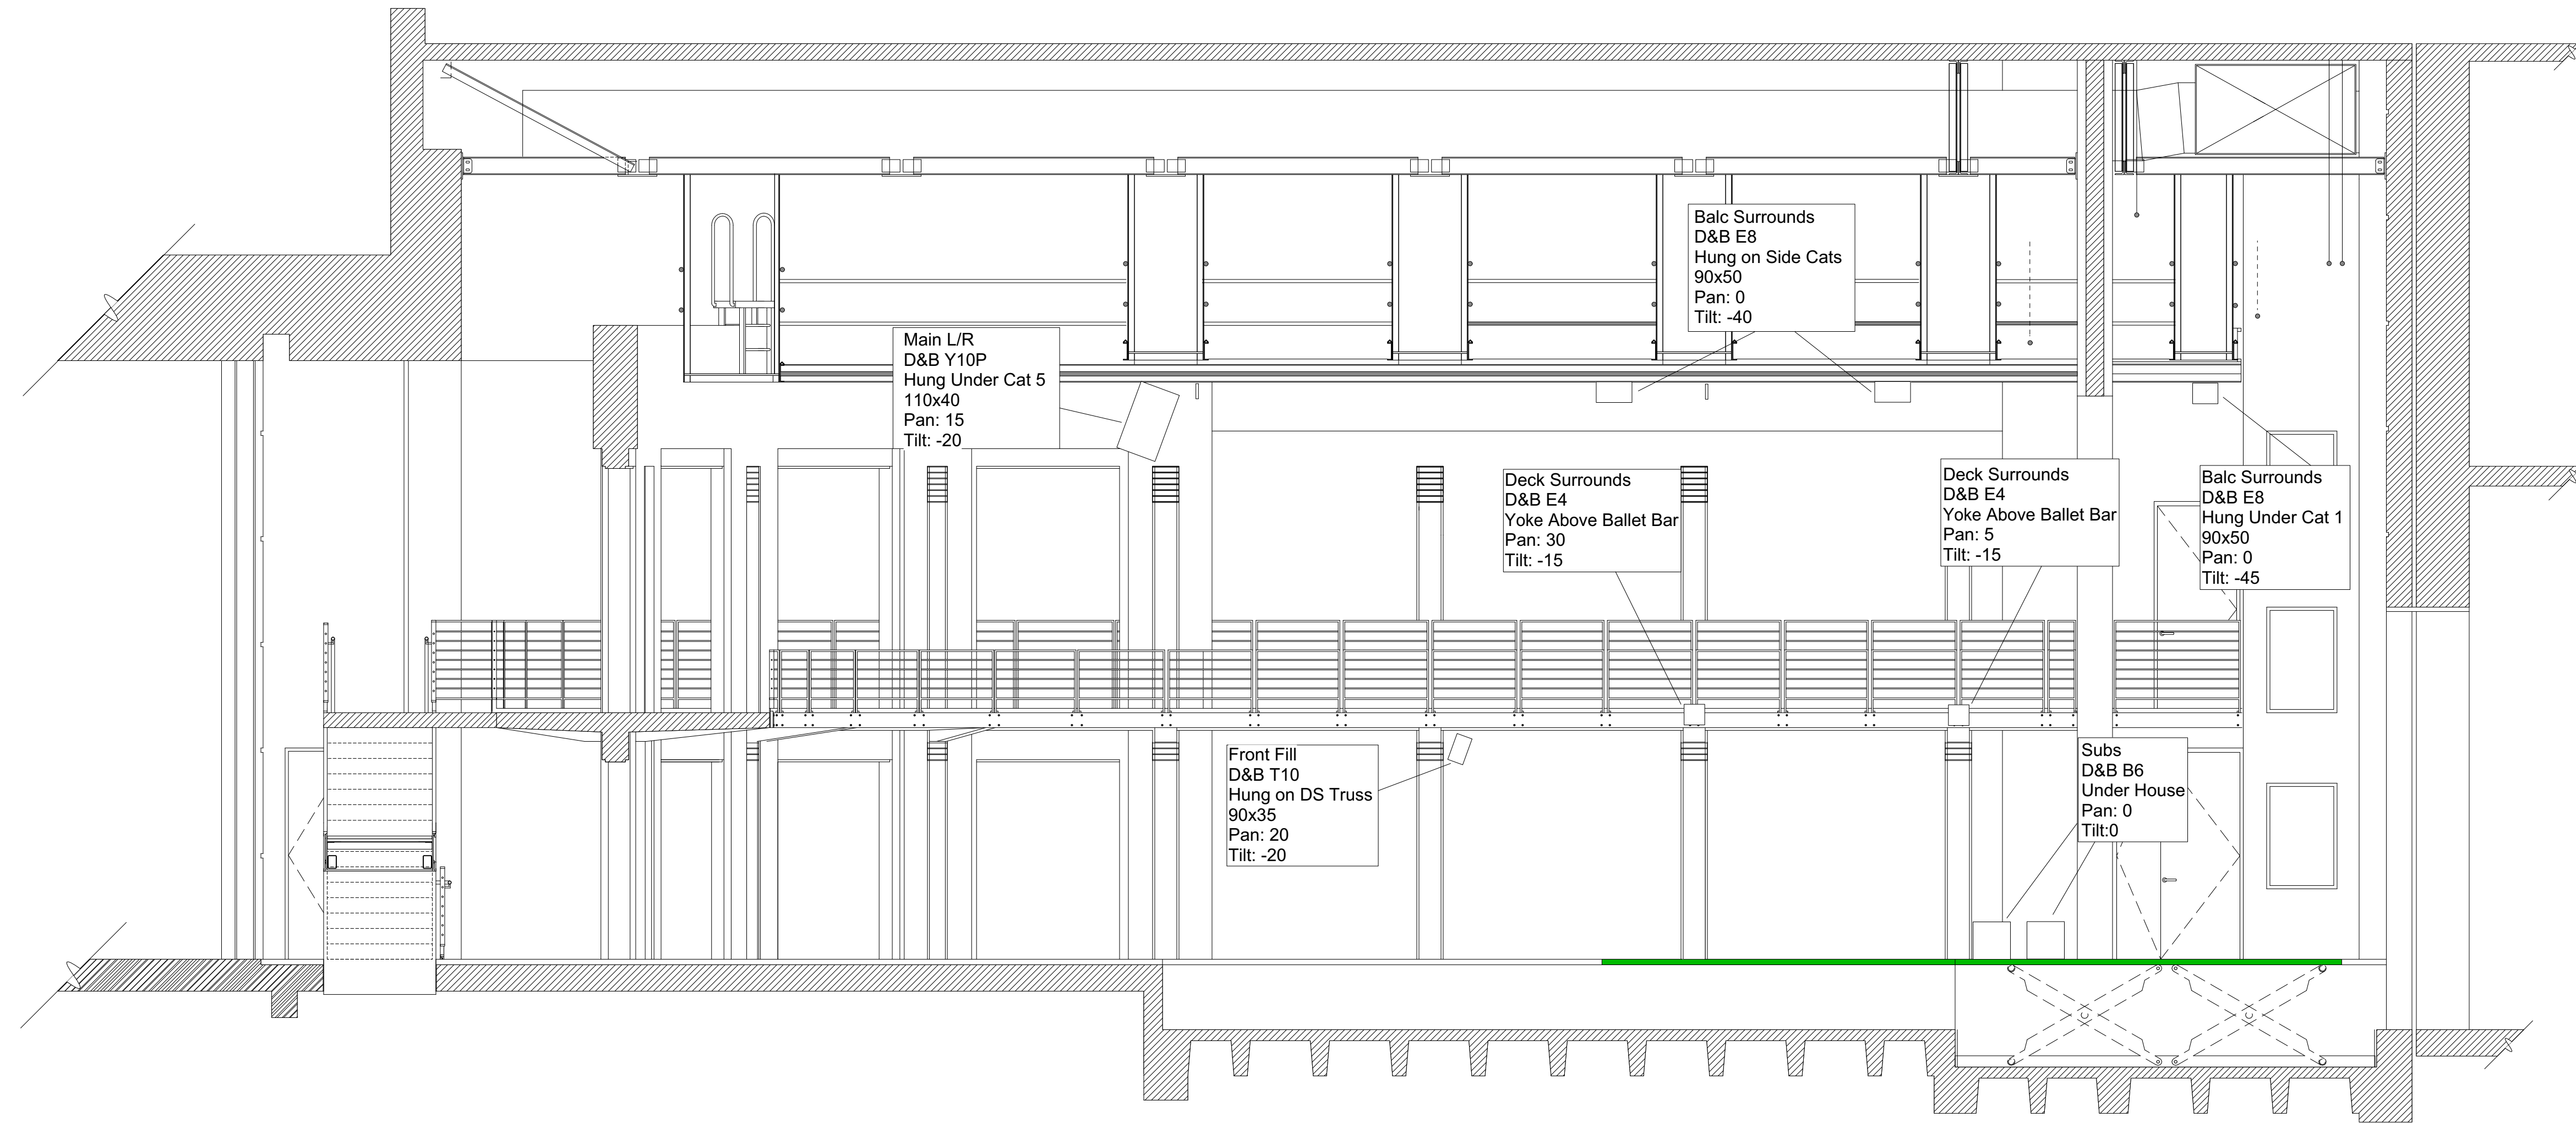 Balc Surrounds
D&B E8
Hung on Side Cats
90x50
Pan: 0
Tilt: -40
Main L/R
D&B Y10P
Hung Under Cat 5
110x40
Pan: 15
Tilt: -20
Deck Surrounds
D&B E4
Yoke Above Ballet Bar
Pan: 30
Tilt: -15
Deck Surrounds
D&B E4
Yoke Above Ballet Bar
Pan: 5
Tilt: -15
Balc Surrounds
D&B E8
Hung Under Cat 1
90x50
Pan: 0
Tilt: -45
Front Fill
D&B T10
Hung on DS Truss
90x35
Pan: 20
Tilt: -20
Subs
D&B B6
Under House
Pan: 0
Tilt:0